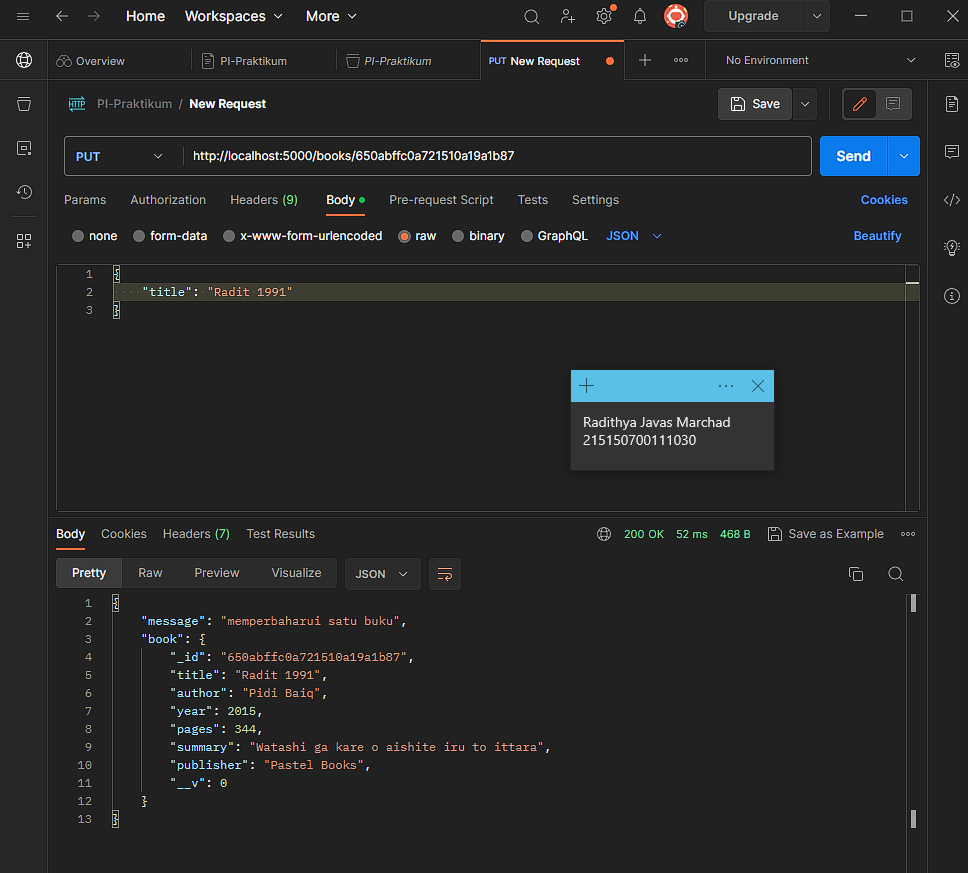 Home Workspaces More Upgrade
Overview PI-Praktikum PI-Praktikum PUT New Request No Environment
HTTP PI-Praktikum / New Request Save
PUT http://localhost:5000/books/650abffc0a721510a19a1b87 Send
Params Authorization Headers (9) Body Pre-request Script Tests Settings Cookies
none form-data x-www-form-urlencoded raw binary GraphQL JSON Beautify
1 {
2 "title": "Radit 1991"
3 }
Radithya Javas Marchad
215150700111030
Body Cookies Headers (7) Test Results 200 OK 52 ms 468 B Save as Example
Pretty Raw Preview Visualize JSON
1 {
2 "message": "memperbaharui satu buku",
3 "book": {
4 "_id": "650abffc0a721510a19a1b87",
5 "title": "Radit 1991",
6 "author": "Pidi Baiq",
7 "year": 2015,
8 "pages": 344,
9 "summary": "Watashi ga kare o aishite iru to ittara",
10 "publisher": "Pastel Books",
11 "__v": 0
12 }
13 }